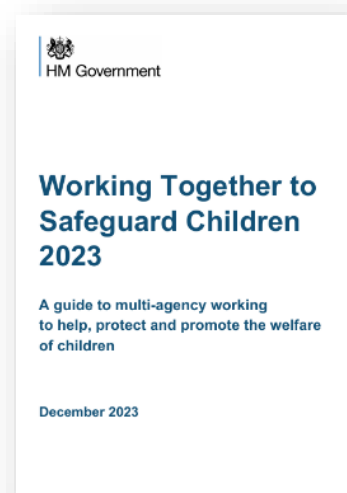 HM Government
Working Together to
Safeguard Children
2023
A guide to multi-agency working
to help, protect and promote the welfare
of children
December 2023